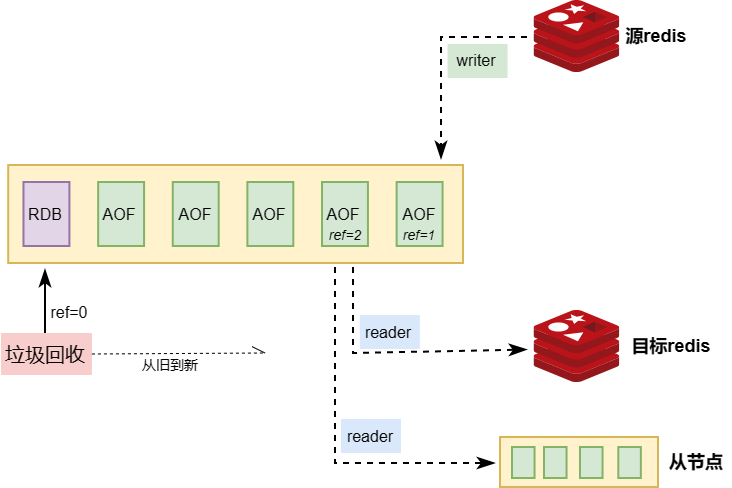 源redis
writer
RDB
AOF
AOF
AOF
AOF
ref=2
AOF
ref=1
ref=0
垃圾回收
从旧到新
reader
目标redis
reader
从节点